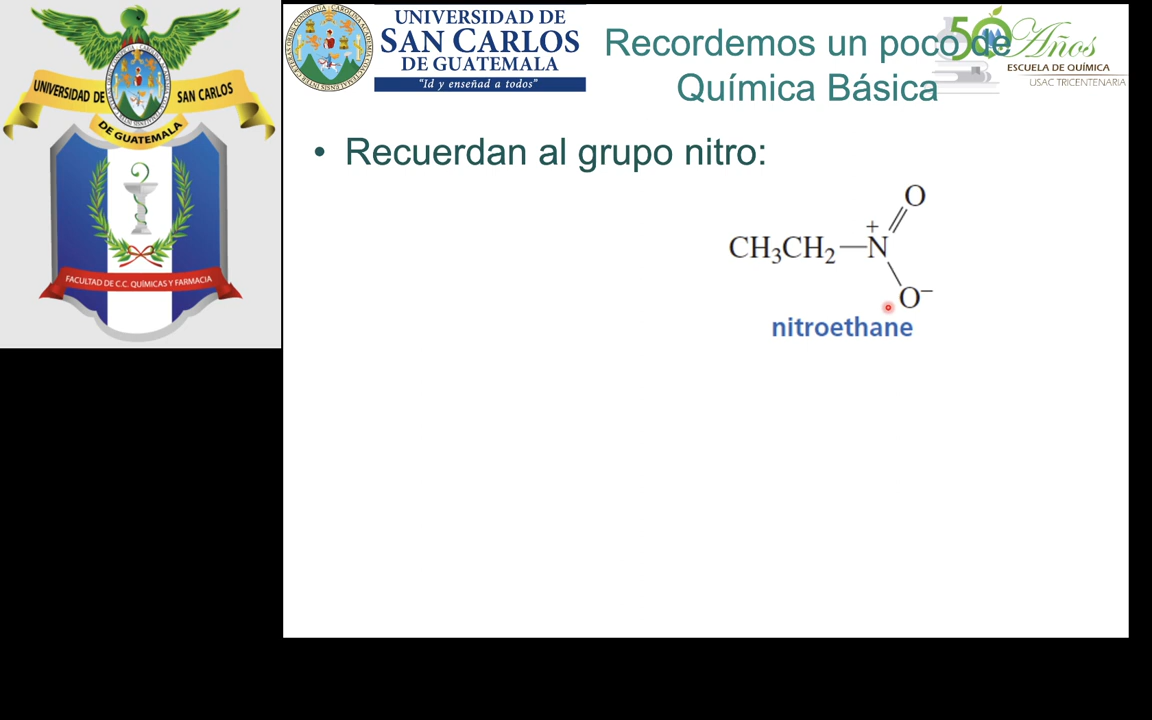 UNIVERSIDAD DE
SAN CARLOS
DE GUATEMALA
FACULTAD DE C.C. QUÍMICAS Y FARMACIA
UNIVERSIDAD DE
SAN CARLOS
DE GUATEMALA
"Id y enseñad a todos"
Recordemos un poco de
Química Básica
50 Años
ESCUELA DE QUÍMICA
USAC TRICENTENARIA
• Recuerdan al grupo nitro:
O
+
CH₃CH₂—N
O⁻
nitroethane